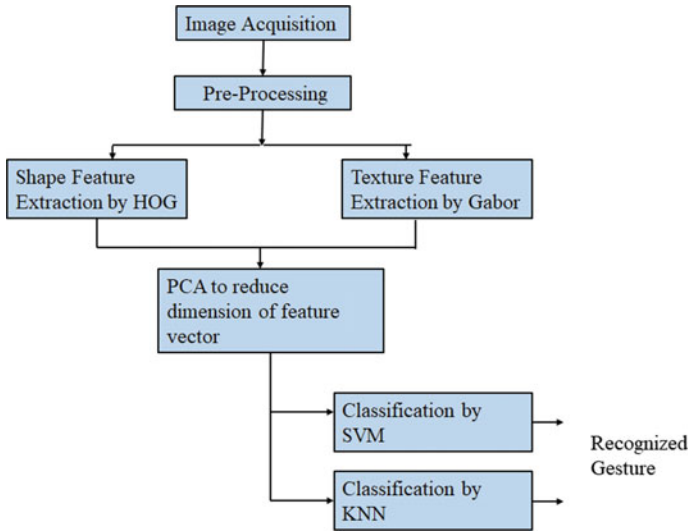 Image Acquisition
Pre-Processing
Shape Feature
Extraction by HOG
Texture Feature
Extraction by Gabor
PCA to reduce
dimension of feature
vector
Classification by
SVM
Recognized
Gesture
Classification by
KNN